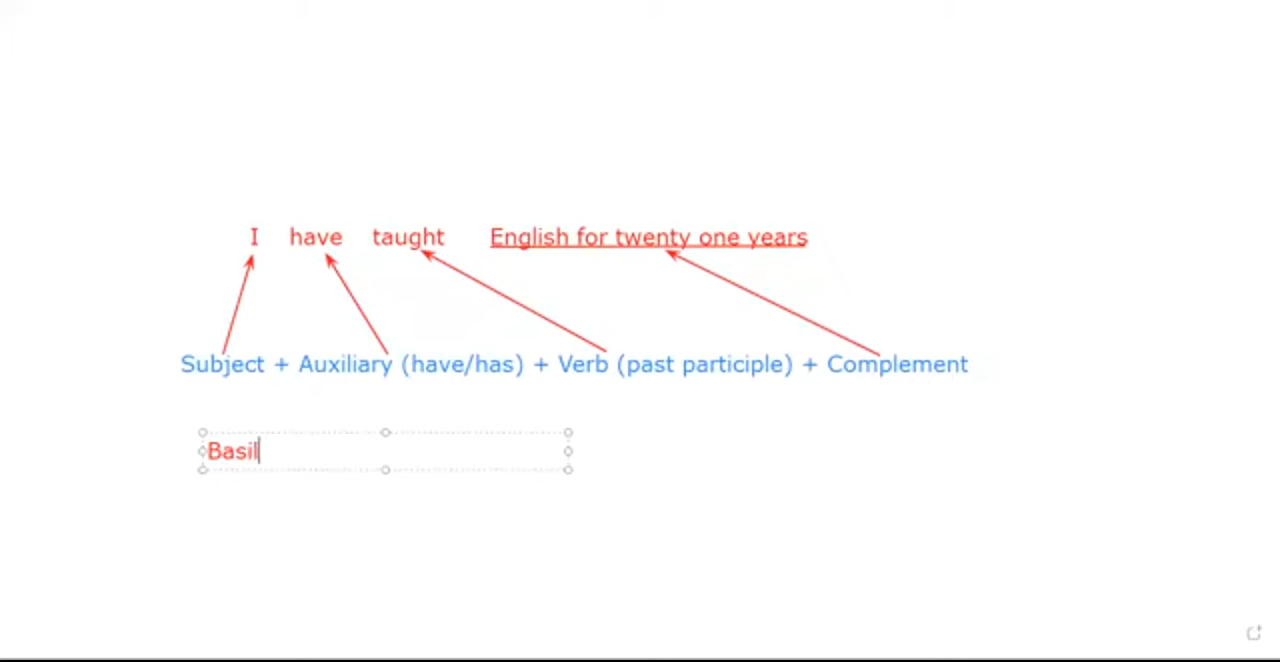 I have taught English for twenty one years
Subject + Auxiliary (have/has) + Verb (past participle) + Complement
Basil